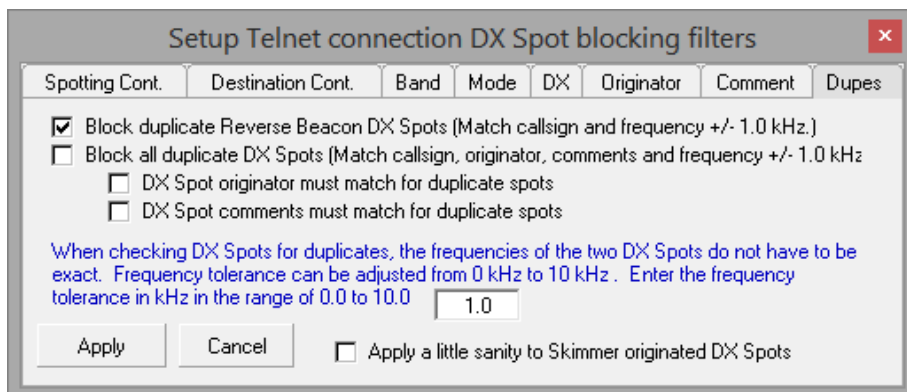 Setup Telnet connection DX Spot blocking filters
x
Spotting Cont. Destination Cont. Band Mode DX Originator Comment Dupes
Block duplicate Reverse Beacon DX Spots (Match callsign and frequency +/- 1.0 kHz.)
Block all duplicate DX Spots (Match callsign, originator, comments and frequency +/- 1.0 kHz
DX Spot originator must match for duplicate spots
DX Spot comments must match for duplicate spots
When checking DX Spots for duplicates, the frequencies of the two DX Spots do not have to be
exact. Frequency tolerance can be adjusted from 0 kHz to 10 kHz . Enter the frequency
tolerance in kHz in the range of 0.0 to 10.0 1.0
Apply Cancel Apply a little sanity to Skimmer originated DX Spots